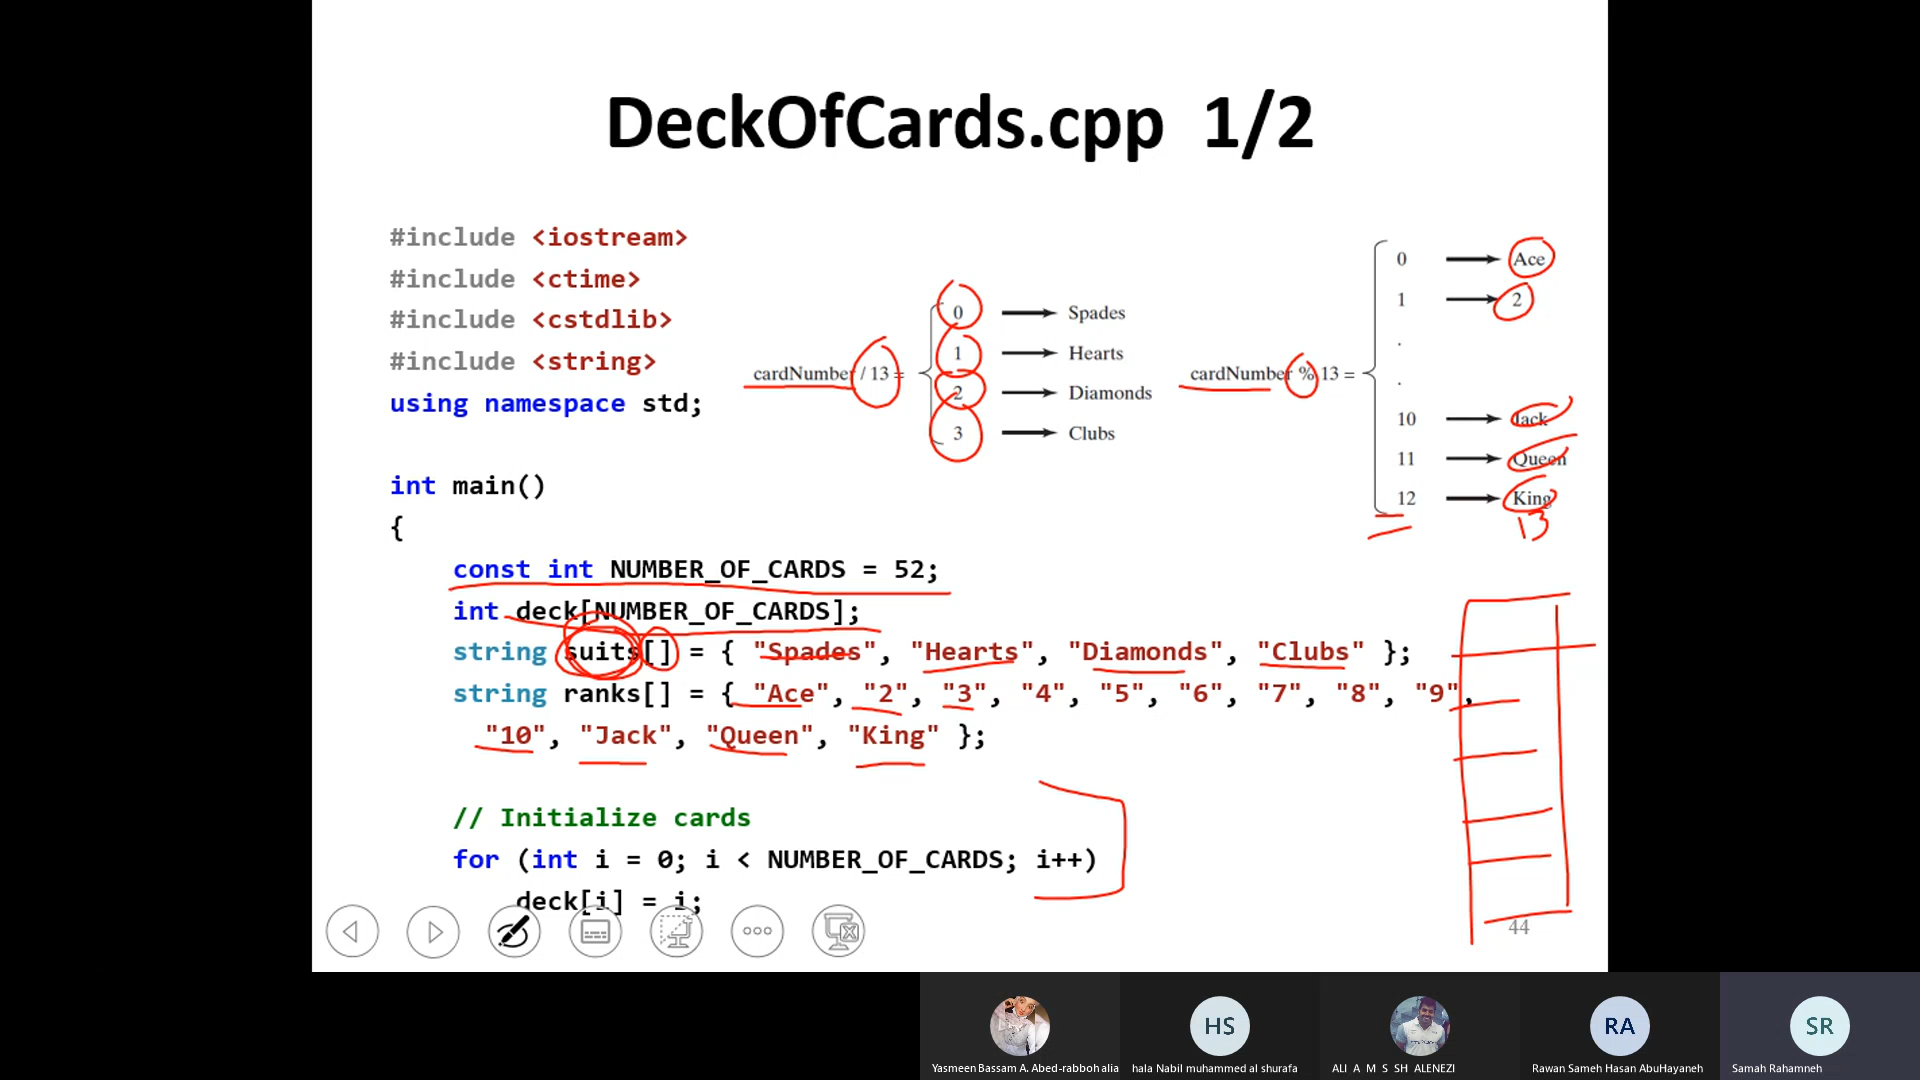 DeckOfCards.cpp 1/2
#include <iostream>
#include <ctime>
#include <cstdlib>
#include <string>
using namespace std;
cardNumber / 13 =
0 Spades
1 Hearts
2 Diamonds
3 Clubs
cardNumber % 13 =
0 Ace
1 2
.
.
10 Jack
11 Queen
12 King
13
int main()
{
const int NUMBER_OF_CARDS = 52;
int deck[NUMBER_OF_CARDS];
string suits[] = { "Spades", "Hearts", "Diamonds", "Clubs" };
string ranks[] = { "Ace", "2", "3", "4", "5", "6", "7", "8", "9",
"10", "Jack", "Queen", "King" };
// Initialize cards
for (int i = 0; i < NUMBER_OF_CARDS; i++)
deck[i] = i;
44
HS
RA
SR
Yasmeen Bassam A. Abed-rabboh alia
hala Nabil muhammed al shurafa
ALI A M S SH ALENEZI
Rawan Sameh Hasan AbuHayaneh
Samah Rahamneh